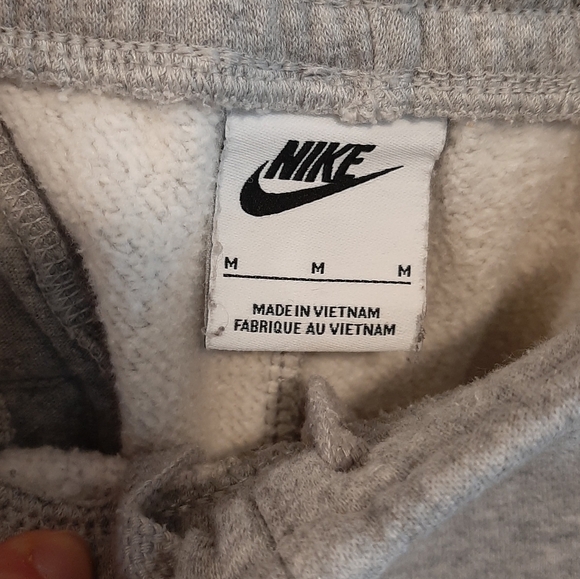 NIKE
M M M
MADE IN VIETNAM
FABRIQUE AU VIETNAM